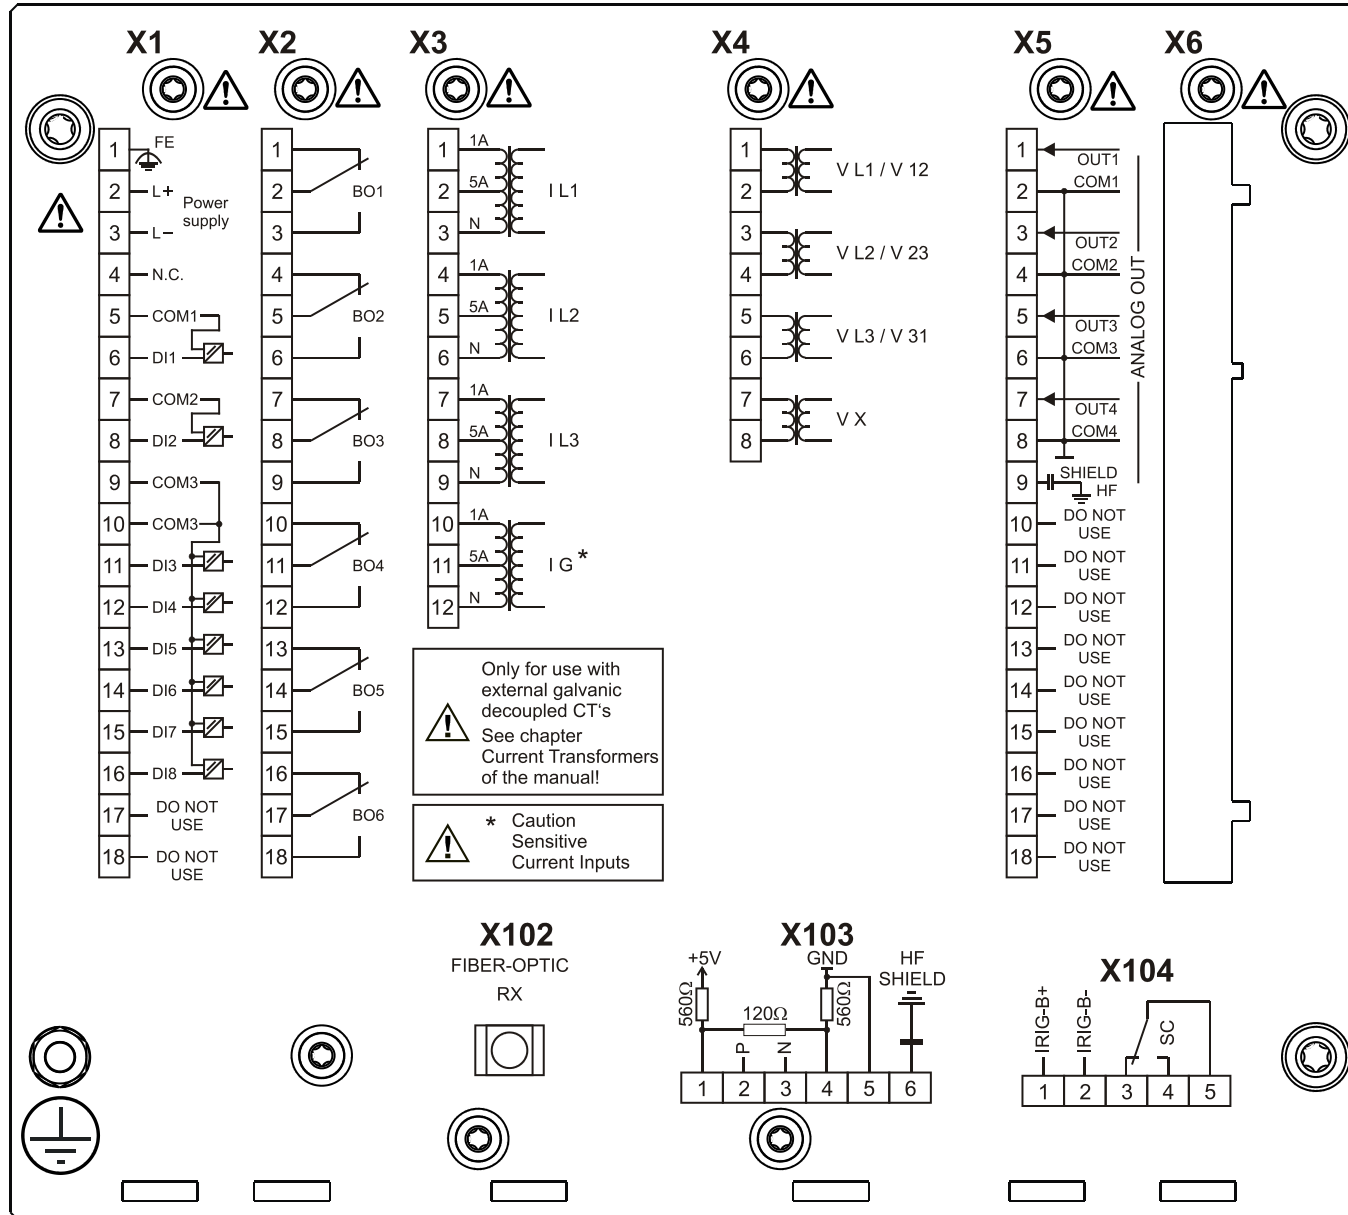 X1
X2
X3
X4
X5
X6
1 FE
2 L+
Power
supply
3 L−
4 N.C.
5 COM1
6 DI1
7 COM2
8 DI2
9 COM3
10 COM3
11 DI3
12 DI4
13 DI5
14 DI6
15 DI7
16 DI8
17 DO NOT
USE
18 DO NOT
USE
1
2 BO1
3
4
5 BO2
6
7
8 BO3
9
10
11 BO4
12
13
14 BO5
15
16
17 BO6
18
1 1A
2 5A I L1
3 N
4 1A
5 5A I L2
6 N
7 1A
8 5A I L3
9 N
10 1A
11 5A I G *
12 N
Only for use with
external galvanic
decoupled CT's
See chapter
Current Transformers
of the manual!
* Caution
Sensitive
Current Inputs
1
V L1 / V 12
2
3
V L2 / V 23
4
5
V L3 / V 31
6
7
V X
8
1 OUT1
2 COM1
3 OUT2
4 COM2
5 OUT3
6 COM3
7 OUT4
8 COM4
ANALOG OUT
9 SHIELD
HF
10 DO NOT
USE
11 DO NOT
USE
12 DO NOT
USE
13 DO NOT
USE
14 DO NOT
USE
15 DO NOT
USE
16 DO NOT
USE
17 DO NOT
USE
18 DO NOT
USE
X102
FIBER-OPTIC
RX
X103
+5V
GND
HF
SHIELD
560Ω
120Ω
560Ω
P
N
1 2 3 4 5 6
X104
IRIG-B+
IRIG-B-
SC
1 2 3 4 5